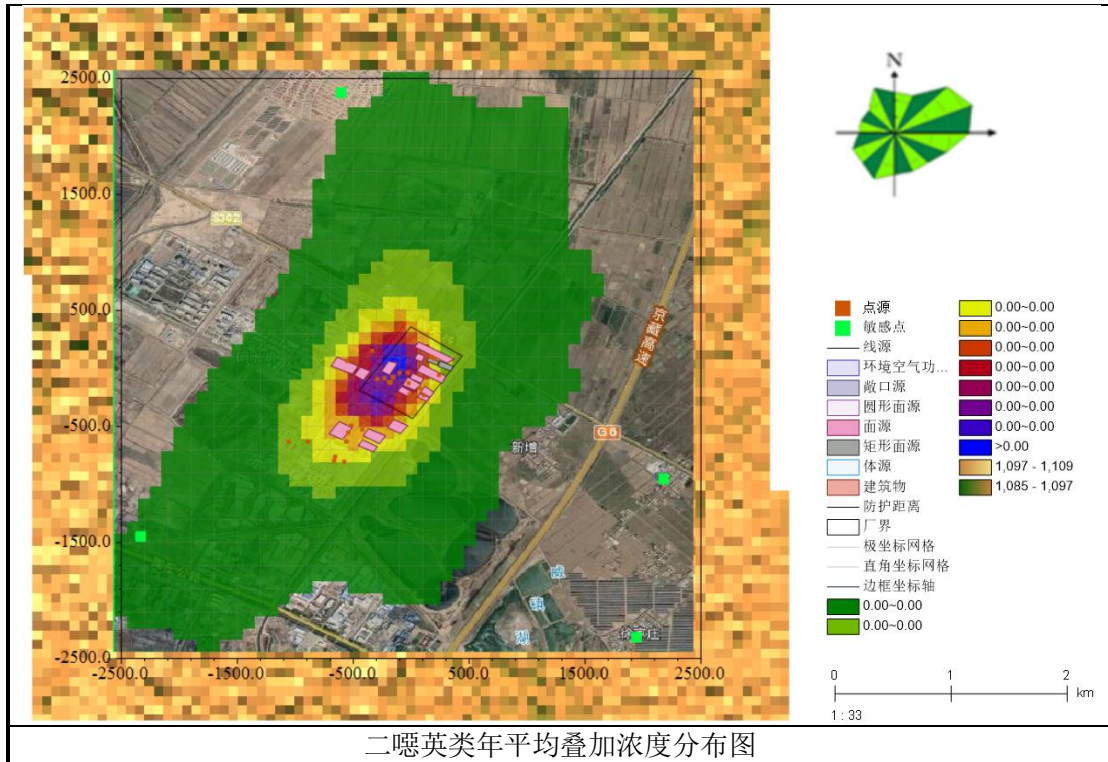 N
2500.0
1500.0
500.0
-500.0
-1500.0
-2500.0
-2500.0
-1500.0
-500.0
500.0
1500.0
2500.0
S302
京藏高速
G6
新墙
威
镇
湖
点源
敏感点
线源
环境空气功...
敞口源
圆形面源
面源
矩形面源
体源
建筑物
防护距离
厂界
极坐标网格
直角坐标网格
边框坐标轴
0.00~0.00
0.00~0.00
0.00~0.00
0.00~0.00
0.00~0.00
0.00~0.00
0.00~0.00
0.00~0.00
0.00~0.00
>0.00
1,097 - 1,109
1,085 - 1,097
0
1
2
km
1 : 33
二噁英类年平均叠加浓度分布图